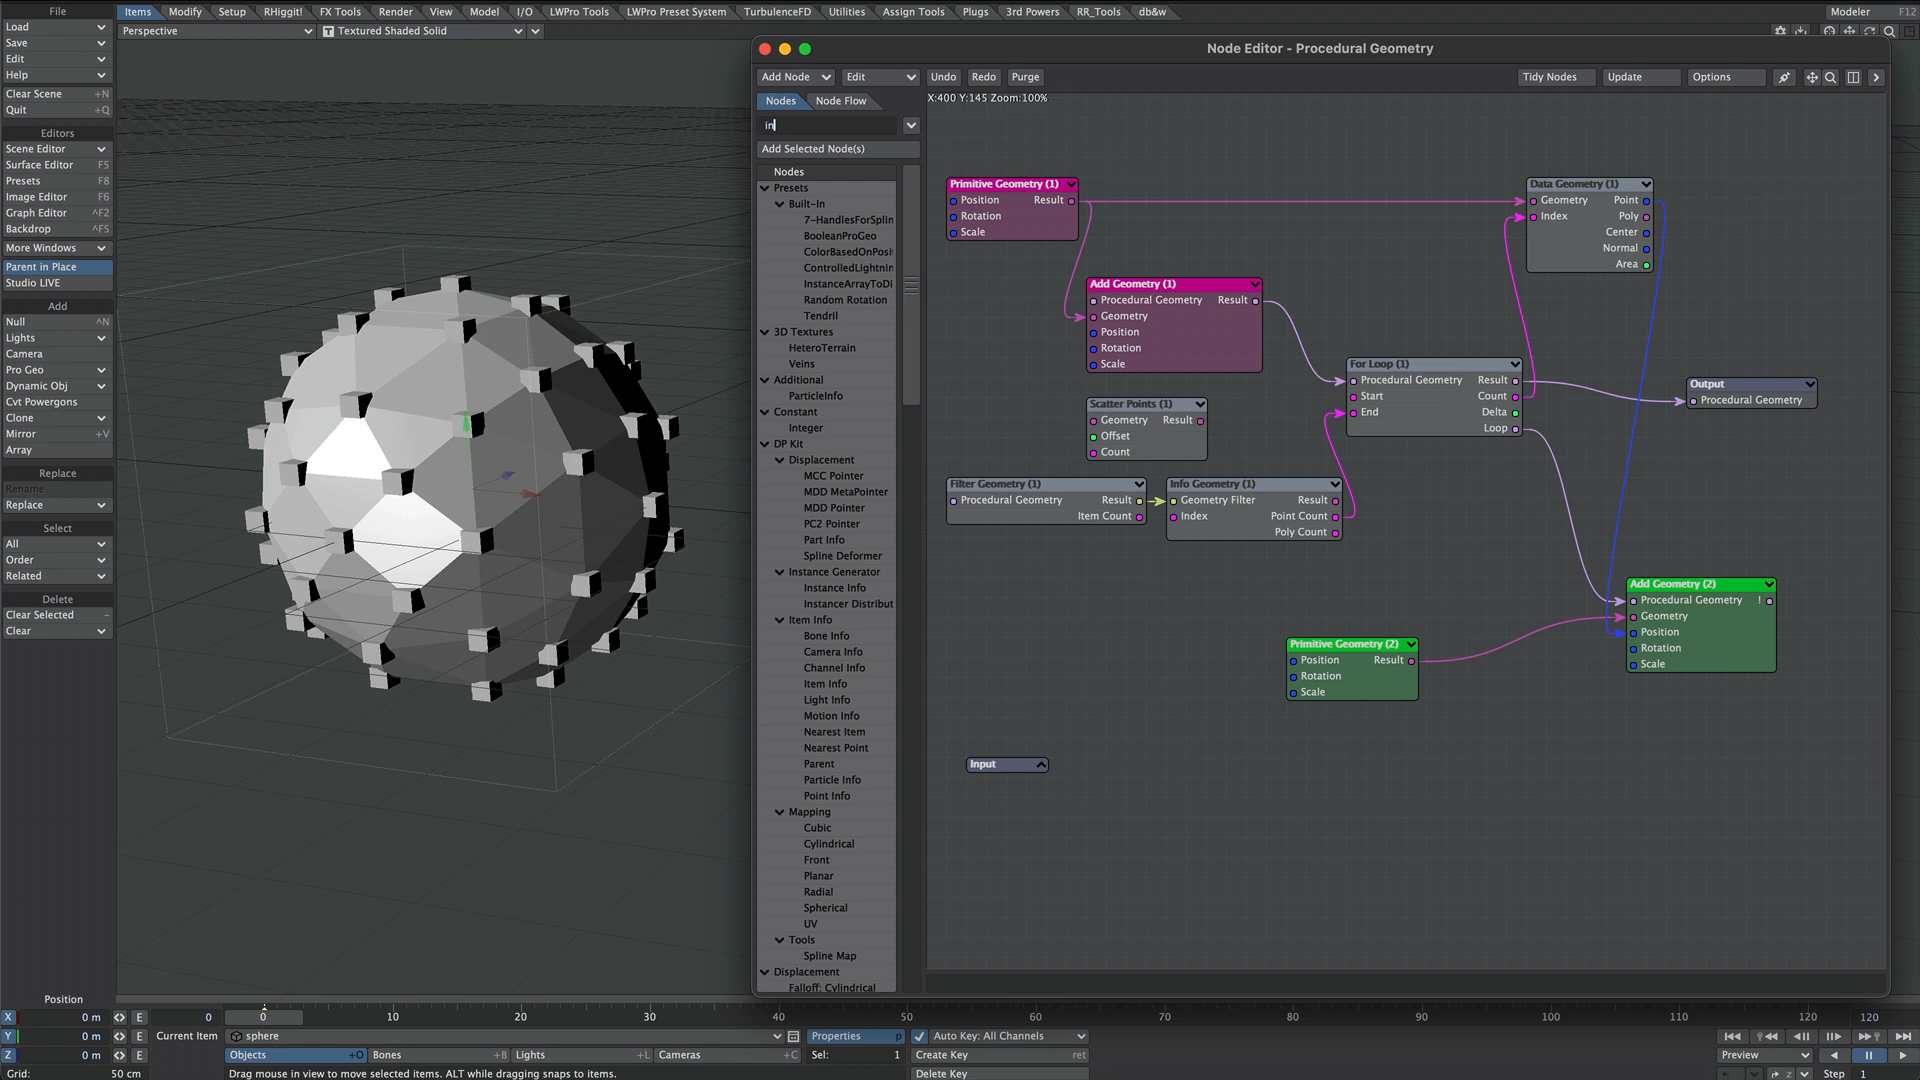 File
Items Modify Setup RHiggit! FX Tools Render View Model I/O LWPro Tools LWPro Preset System TurbulenceFD Utilities Assign Tools Plugs 3rd Powers RR_Tools db&w Modeler F12
Load
Save
Edit
Help
Clear Scene +N
Quit +Q
Editors
Scene Editor
Surface Editor F5
Presets F8
Image Editor F6
Graph Editor ^F2
Backdrop ^F5
More Windows
Parent in Place
Studio LIVE
Add
Null ^N
Lights
Camera
Pro Geo
Dynamic Obj
Cvt Powergons
Clone
Mirror +V
Array
Replace
Rename
Replace
Select
All
Order
Related
Delete
Clear Selected –
Clear
Perspective T Textured Shaded Solid
Node Editor - Procedural Geometry
Add Node Edit Undo Redo Purge Tidy Nodes Update Options
Nodes Node Flow
X:400 Y:145 Zoom:100%
in
Add Selected Node(s)
Nodes
Presets
Built-In
7-HandlesForSplin
BooleanProGeo
ColorBasedOnPosi
ControlledLightnin
InstanceArrayToDi
Random Rotation
Tendril
3D Textures
HeteroTerrain
Veins
Additional
ParticleInfo
Constant
Integer
DP Kit
Displacement
MCC Pointer
MDD MetaPointer
MDD Pointer
PC2 Pointer
Part Info
Spline Deformer
Instance Generator
Instance Info
Instancer Distribut
Item Info
Bone Info
Camera Info
Channel Info
Item Info
Light Info
Motion Info
Nearest Item
Nearest Point
Parent
Particle Info
Point Info
Mapping
Cubic
Cylindrical
Front
Planar
Radial
Spherical
UV
Tools
Spline Map
Displacement
Falloff: Cylindrical
Primitive Geometry (1)
Position Result
Rotation
Scale
Data Geometry (1)
Geometry Point
Index Poly
Center
Normal
Area
Add Geometry (1)
Procedural Geometry Result
Geometry
Position
Rotation
Scale
For Loop (1)
Procedural Geometry Result
Start Count
End Delta
Loop
Output
Procedural Geometry
Scatter Points (1)
Geometry Result
Offset
Count
Filter Geometry (1)
Procedural Geometry Result
Item Count
Info Geometry (1)
Geometry Filter Result
Index Point Count
Poly Count
Add Geometry (2)
Procedural Geometry !
Geometry
Position
Rotation
Scale
Primitive Geometry (2)
Position Result
Rotation
Scale
Input
Position
X 0 m E 0 0 10 20 30 40 50 60 70 80 90 100 110 120 120
Y 0 m E Current Item sphere Properties p Auto Key: All Channels
Z 0 m E Objects +O Bones +B Lights +L Cameras +C Sel: 1 Create Key ret Preview
Grid: 50 cm Drag mouse in view to move selected items. ALT while dragging snaps to items. Delete Key Step 1